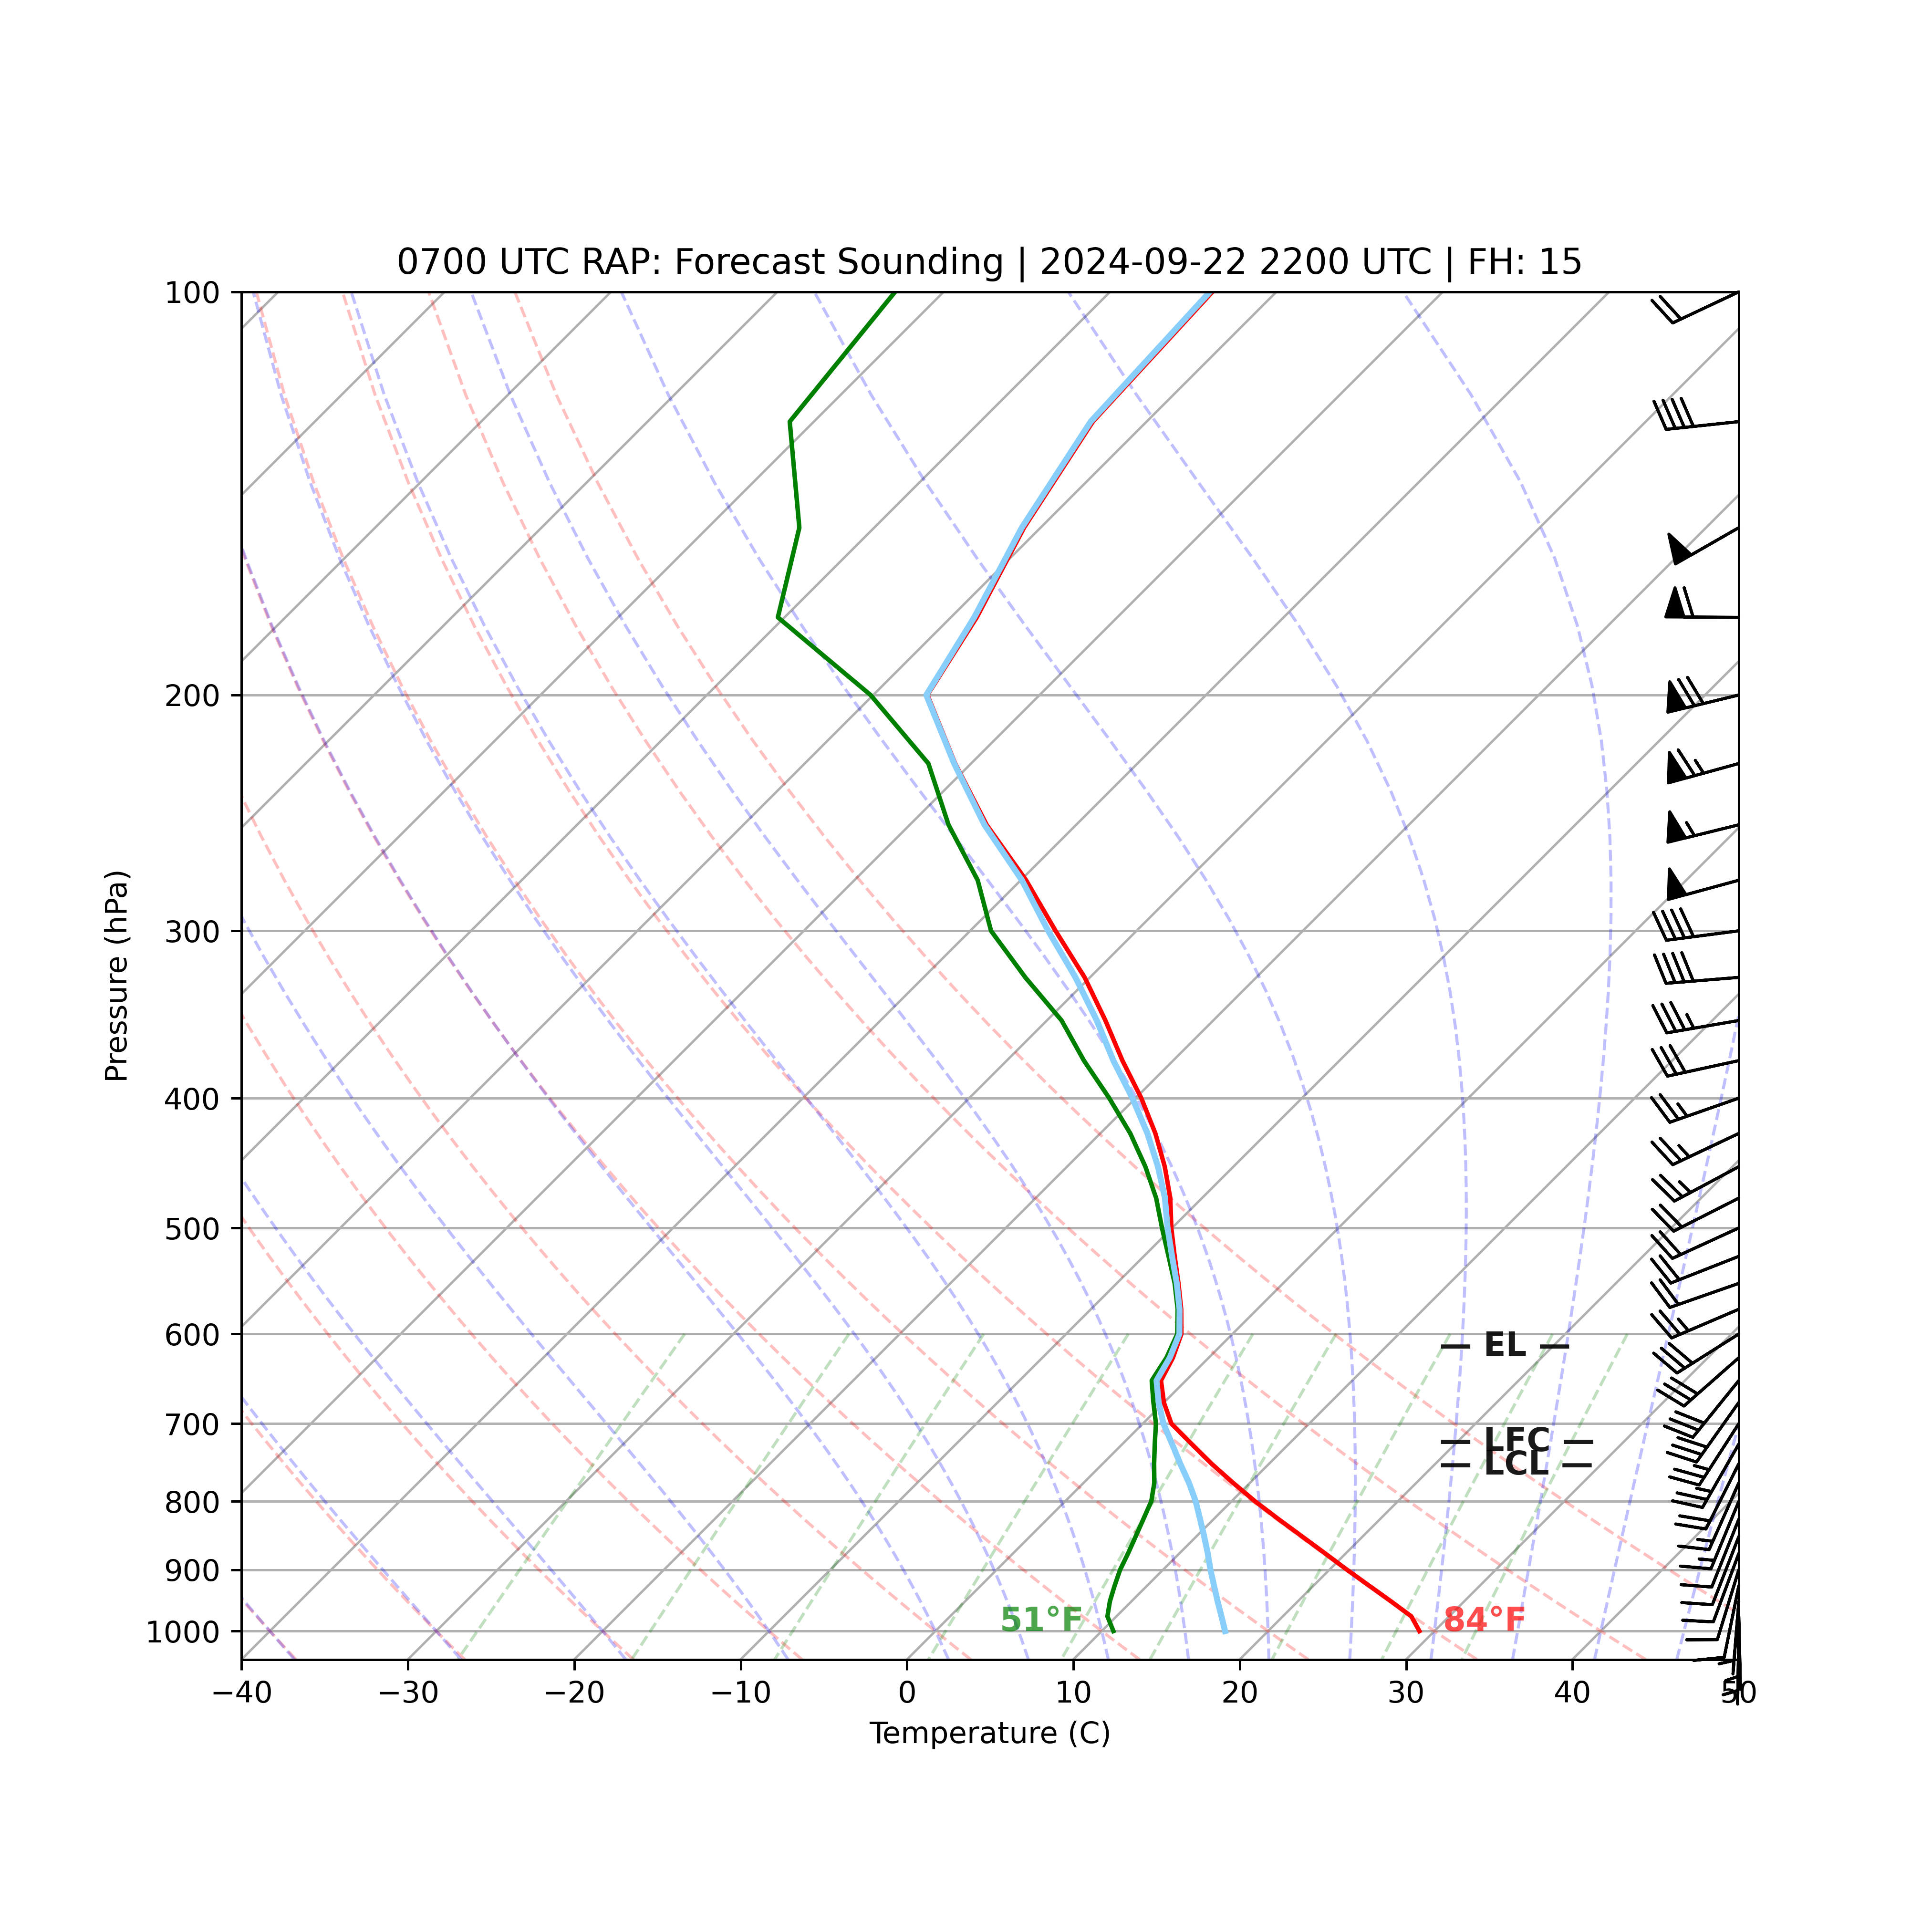 0700 UTC RAP: Forecast Sounding | 2024-09-22 2200 UTC | FH: 15
100
200
300
400
500
600
700
800
900
1000
Pressure (hPa)
— EL —
— LFC —
— LCL —
51°F
84°F
−40 −30 −20 −10 0 10 20 30 40 50
Temperature (C)